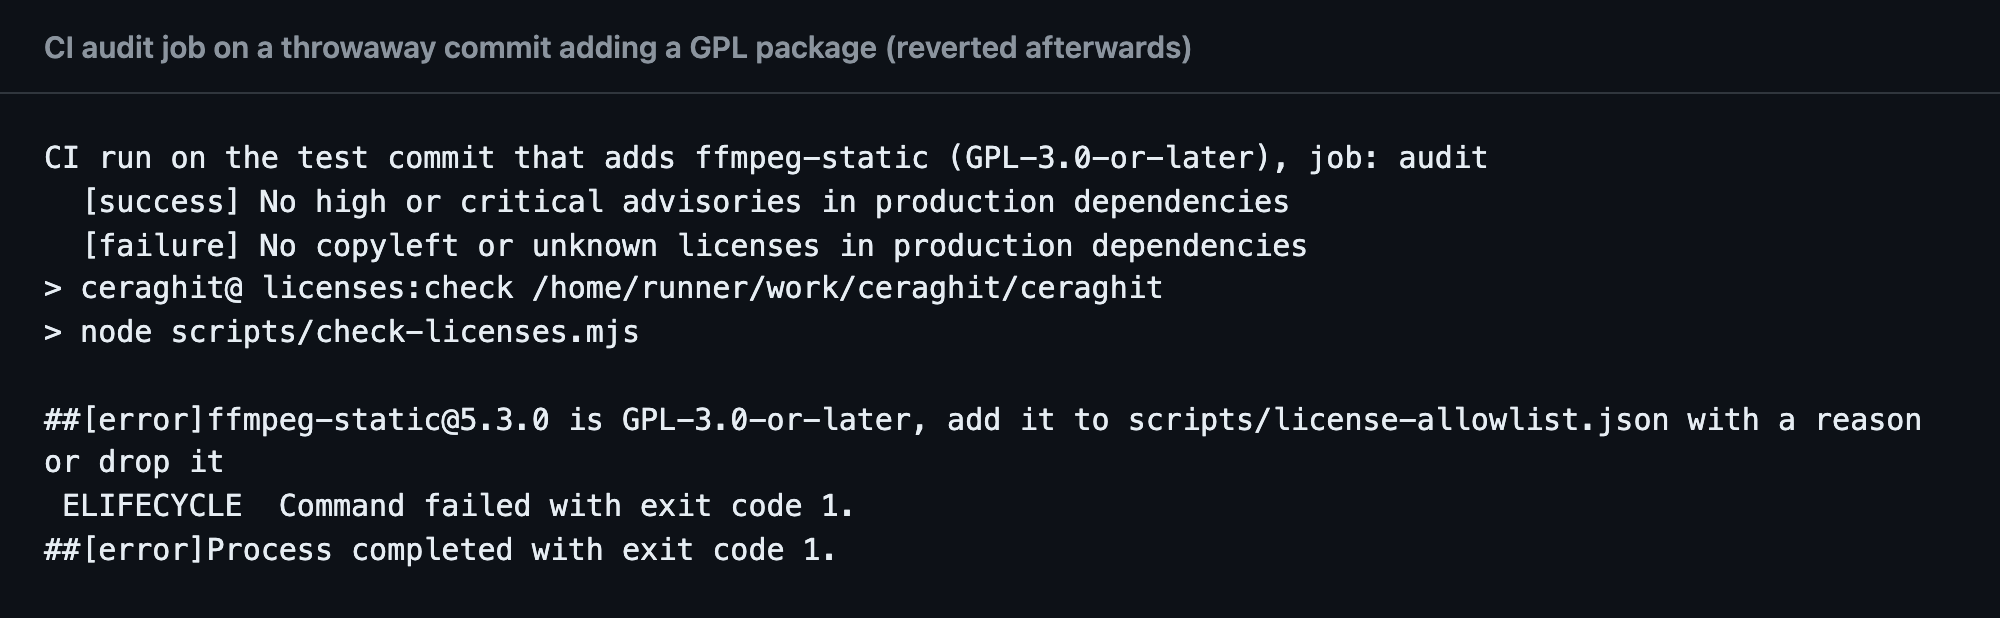 CI audit job on a throwaway commit adding a GPL package (reverted afterwards)
CI run on the test commit that adds ffmpeg-static (GPL-3.0-or-later), job: audit
[success] No high or critical advisories in production dependencies
[failure] No copyleft or unknown licenses in production dependencies
> ceraghit@ licenses:check /home/runner/work/ceraghit/ceraghit
> node scripts/check-licenses.mjs
##[error]ffmpeg-static@5.3.0 is GPL-3.0-or-later, add it to scripts/license-allowlist.json with a reason
or drop it
ELIFECYCLE  Command failed with exit code 1.
##[error]Process completed with exit code 1.